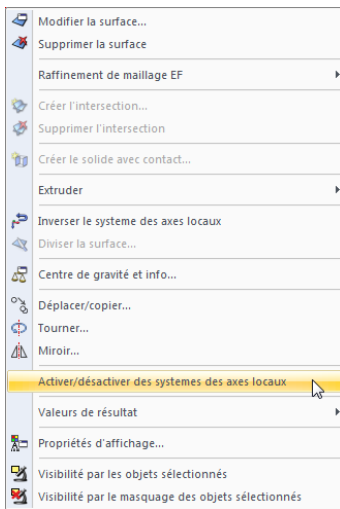 Modifier la surface...
Supprimer la surface
Raffinement de maillage EF
Créer l'intersection...
Supprimer l'intersection
Créer le solide avec contact...
Extruder
Inverser le systeme des axes locaux
Diviser la surface...
Centre de gravité et info...
Déplacer/copier...
Tourner...
Miroir...
Activer/désactiver des systemes des axes locaux
Valeurs de résultat
Propriétés d'affichage...
Visibilité par les objets sélectionnés
Visibilité par le masquage des objets sélectionnés